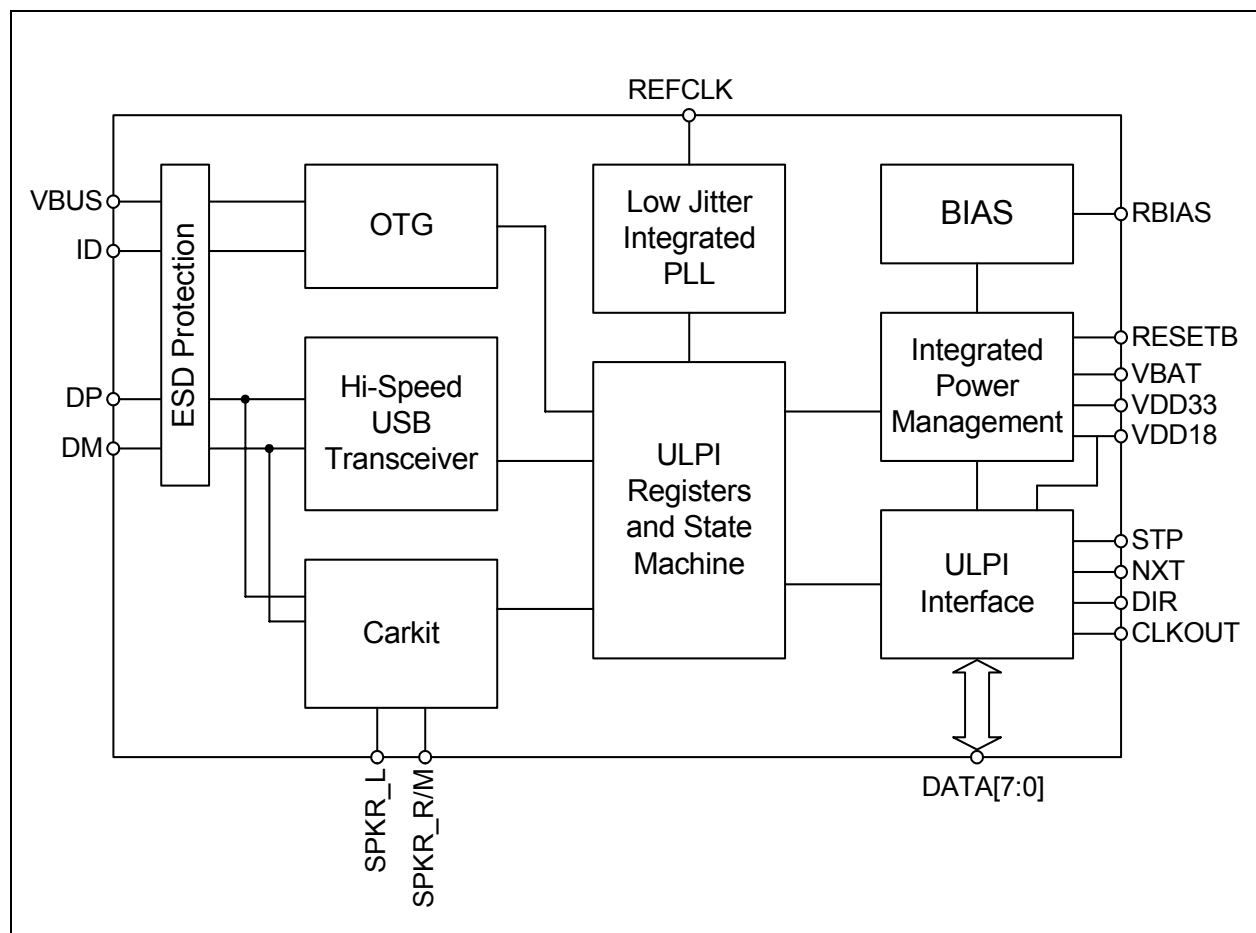 REFCLK
VBUS
ID
DP
DM
ESD Protection
OTG
Low Jitter
Integrated
PLL
BIAS
RBIAS
Hi-Speed
USB
Transceiver
ULPI
Registers
and State
Machine
Integrated
Power
Management
RESETB
VBAT
VDD33
VDD18
Carkit
ULPI
Interface
STP
NXT
DIR
CLKOUT
SPKR_L
SPKR_R/M
DATA[7:0]